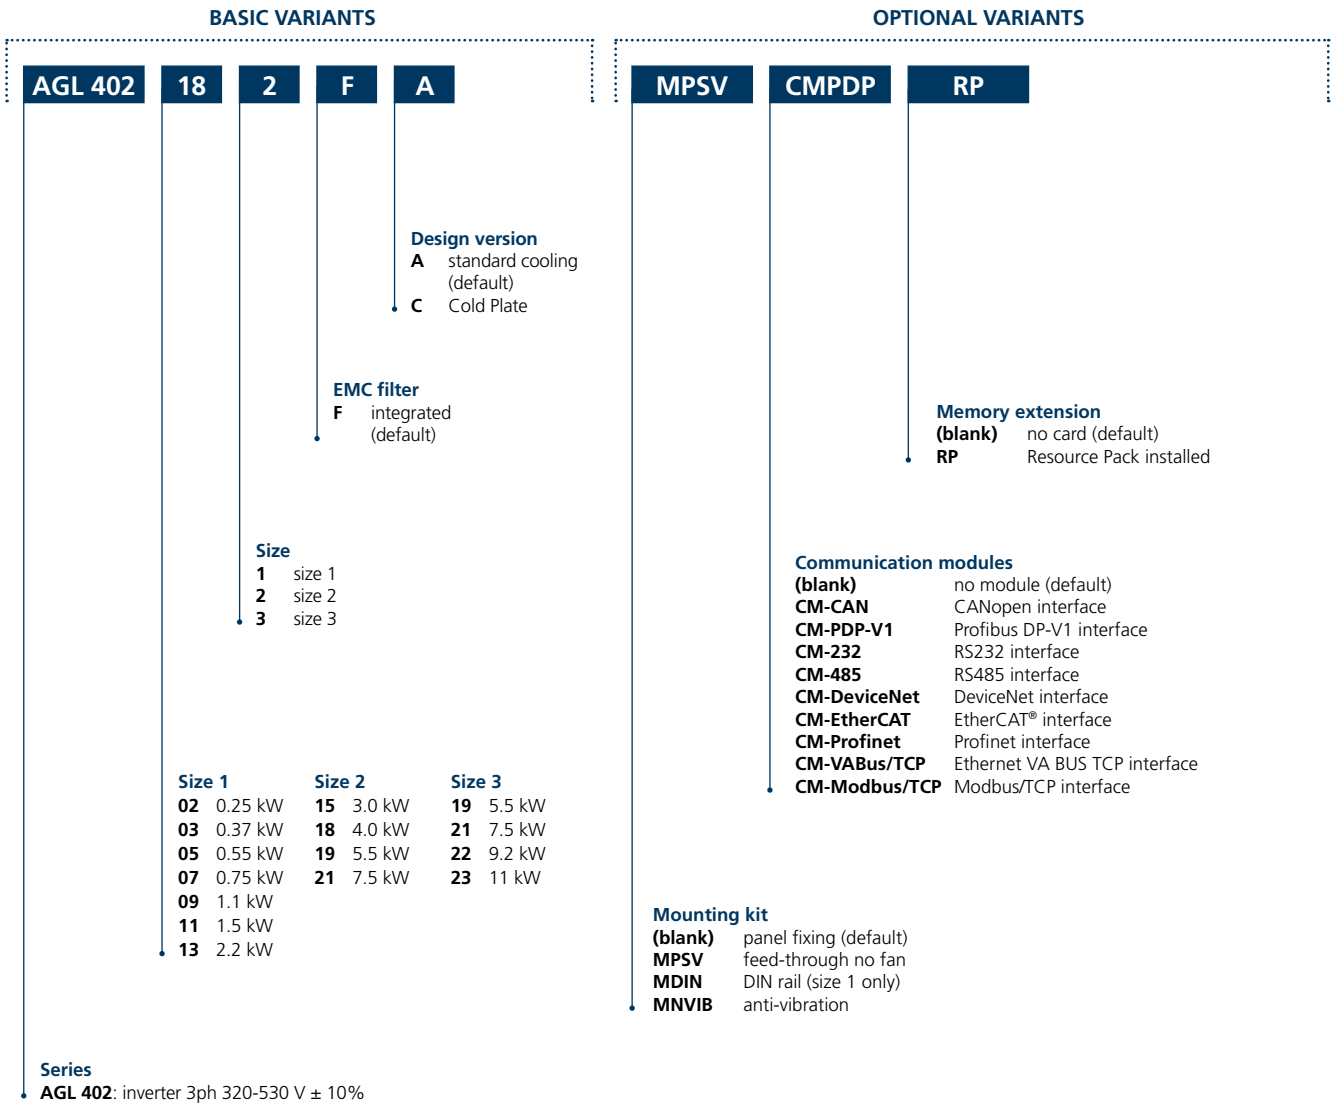 BASIC VARIANTS
OPTIONAL VARIANTS
AGL 402 18 2 F A
MPSV CMPDP RP
Design version
A standard cooling
(default)
C Cold Plate
EMC filter
F integrated
(default)
Memory extension
(blank) no card (default)
RP Resource Pack installed
Size
1 size 1
2 size 2
3 size 3
Communication modules
(blank) no module (default)
CM-CAN CANopen interface
CM-PDP-V1 Profibus DP-V1 interface
CM-232 RS232 interface
CM-485 RS485 interface
CM-DeviceNet DeviceNet interface
CM-EtherCAT EtherCAT® interface
CM-Profinet Profinet interface
CM-VABus/TCP Ethernet VA BUS TCP interface
CM-Modbus/TCP Modbus/TCP interface
Size 1 Size 2 Size 3
02 0.25 kW 15 3.0 kW 19 5.5 kW
03 0.37 kW 18 4.0 kW 21 7.5 kW
05 0.55 kW 19 5.5 kW 22 9.2 kW
07 0.75 kW 21 7.5 kW 23 11 kW
09 1.1 kW
11 1.5 kW
13 2.2 kW
Mounting kit
(blank) panel fixing (default)
MPSV feed-through no fan
MDIN DIN rail (size 1 only)
MNVIB anti-vibration
Series
AGL 402: inverter 3ph 320-530 V ± 10%